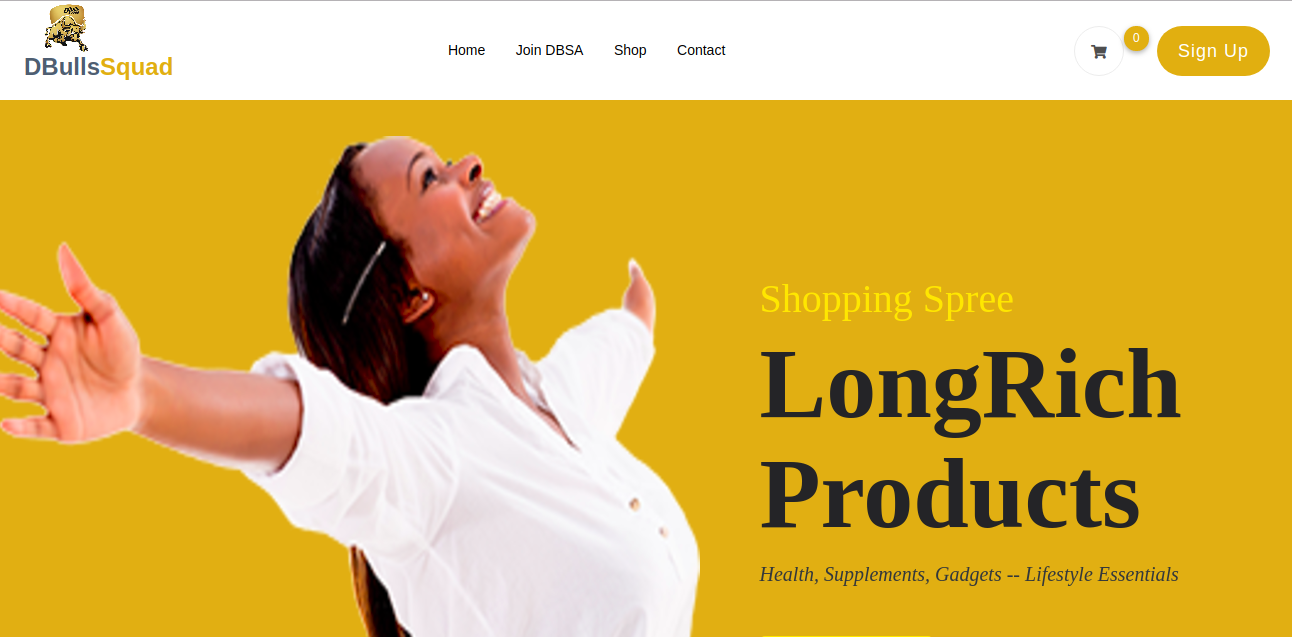 DBullsSquad
Home Join DBSA Shop Contact
0
Sign Up
Shopping Spree
LongRich
Products
Health, Supplements, Gadgets -- Lifestyle Essentials